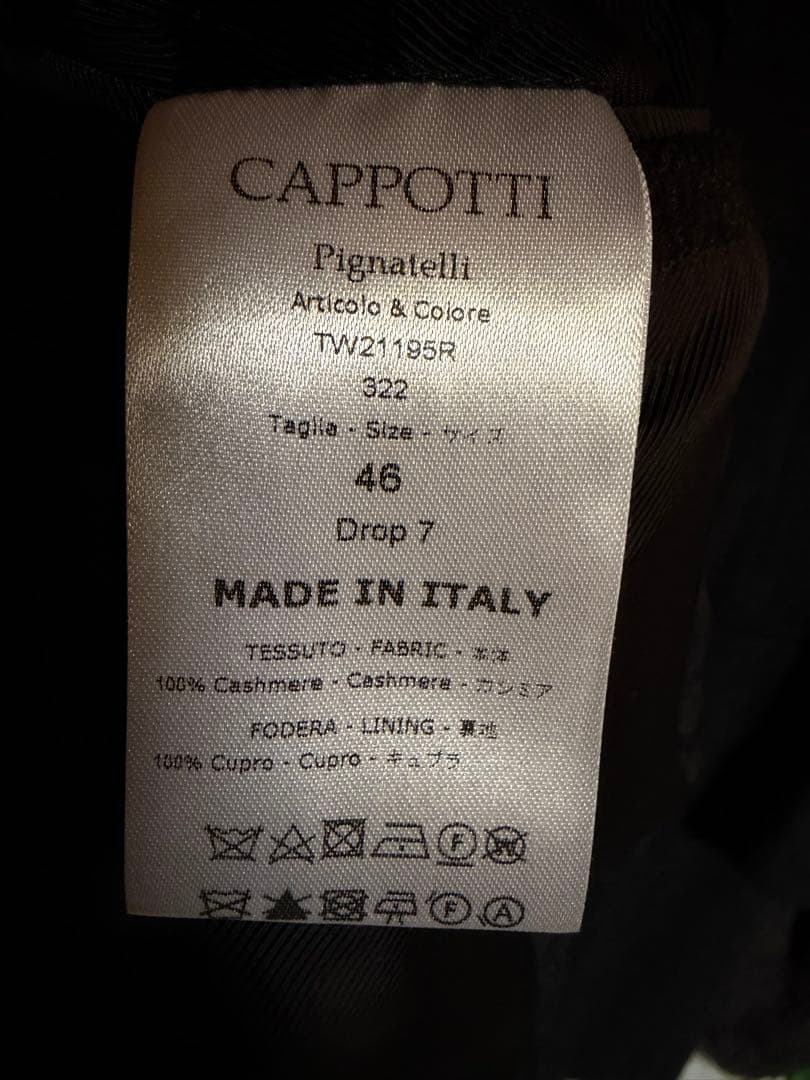 CAPPOTTI
Pignatelli
Articolo & Colore
TW21195R
322
Taglia - Size - サイズ
46
Drop 7
MADE IN ITALY
TESSUTO - FABRIC - 本体
100% Cashmere - Cashmere - カシミア
FODERA - LINING - 裏地
100% Cupro - Cupro - キュプラ
F W
F A